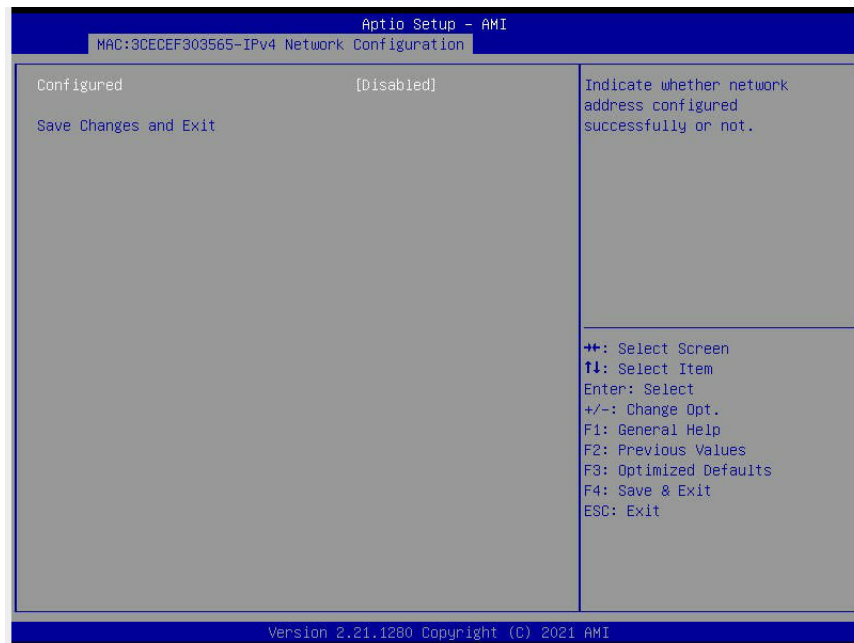 Aptio Setup - AMI
MAC:3CECEF303565-IPv4 Network Configuration
Configured [Disabled]
Save Changes and Exit
Indicate whether network
address configured
successfully or not.
→←: Select Screen
↑↓: Select Item
Enter: Select
+/-: Change Opt.
F1: General Help
F2: Previous Values
F3: Optimized Defaults
F4: Save & Exit
ESC: Exit
Version 2.21.1280 Copyright (C) 2021 AMI